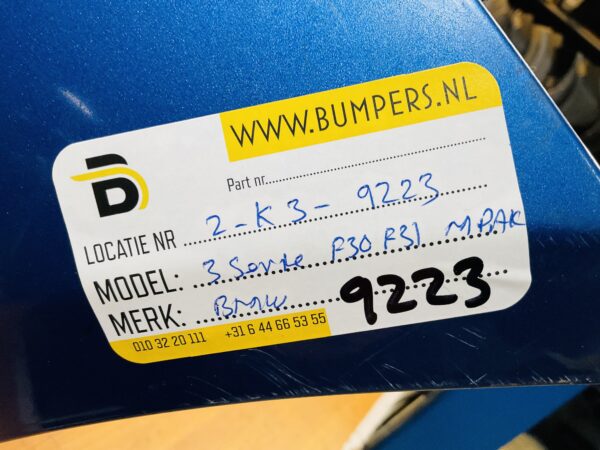 WWW.BUMPERS.NL
B
Part nr.
LOCATIE NR 2-K3-9223
MODEL: 3 Serie F30 F31 M PAK
MERK: BMW 9223
010 32 20 111 +31 6 44 66 53 55